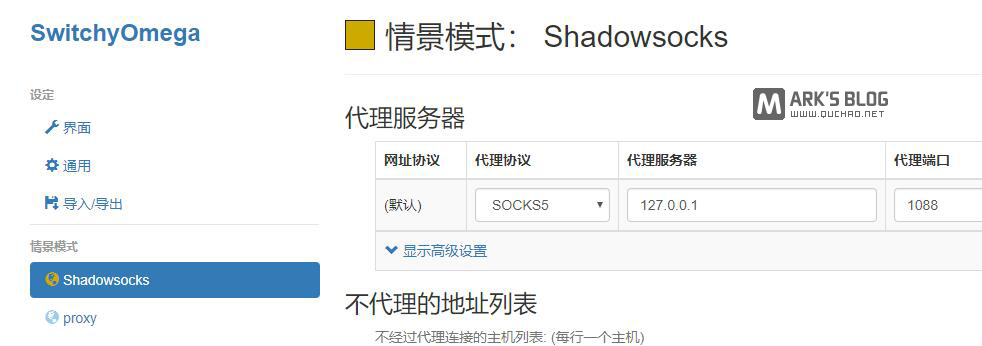 SwitchyOmega
设定
界面
通用
导入/导出
情景模式
Shadowsocks
proxy
情景模式： Shadowsocks
MARK'S BLOG
WWW.QUCHAO.NET
代理服务器
网址协议 代理协议 代理服务器 代理端口
(默认) SOCKS5 127.0.0.1 1088
显示高级设置
不代理的地址列表
不经过代理连接的主机列表: (每行一个主机)